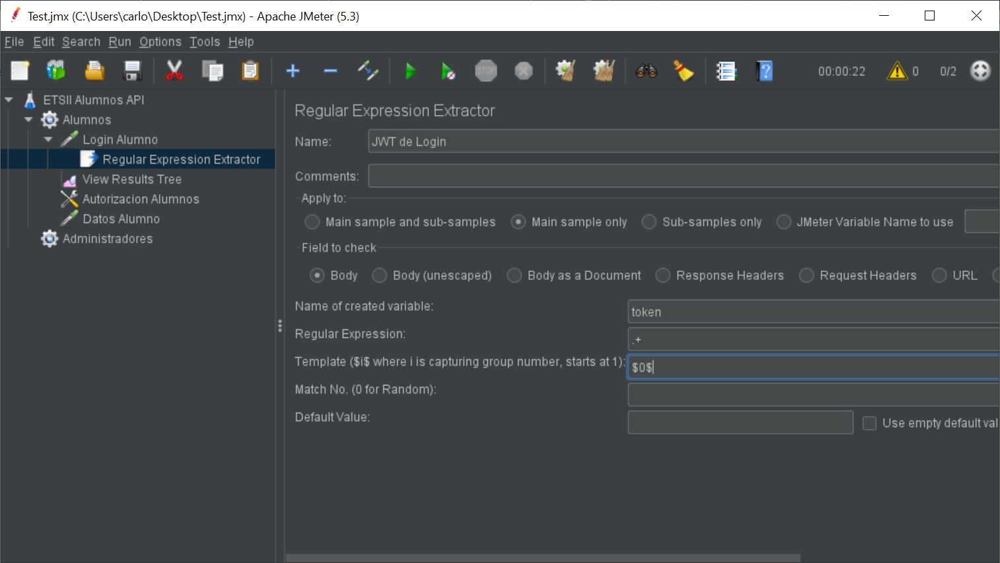 Test.jmx (C:\Users\carlo\Desktop\Test.jmx) - Apache JMeter (5.3)
File Edit Search Run Options Tools Help
STOP 00:00:22 0 0/2
ETSII Alumnos API
Alumnos
Login Alumno
Regular Expression Extractor
View Results Tree
Autorizacion Alumnos
Datos Alumno
Administradores
Regular Expression Extractor
Name: JWT de Login
Comments:
Apply to:
Main sample and sub-samples Main sample only Sub-samples only JMeter Variable Name to use
Field to check
Body Body (unescaped) Body as a Document Response Headers Request Headers URL
Name of created variable: token
Regular Expression: .+
Template ($i$ where i is capturing group number, starts at 1): $0$
Match No. (0 for Random):
Default Value: Use empty default val